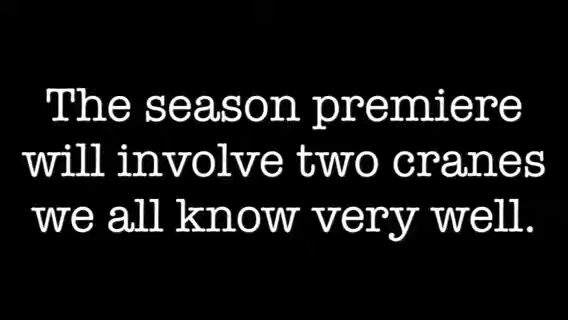 The season premiere
will involve two cranes
we all know very well.